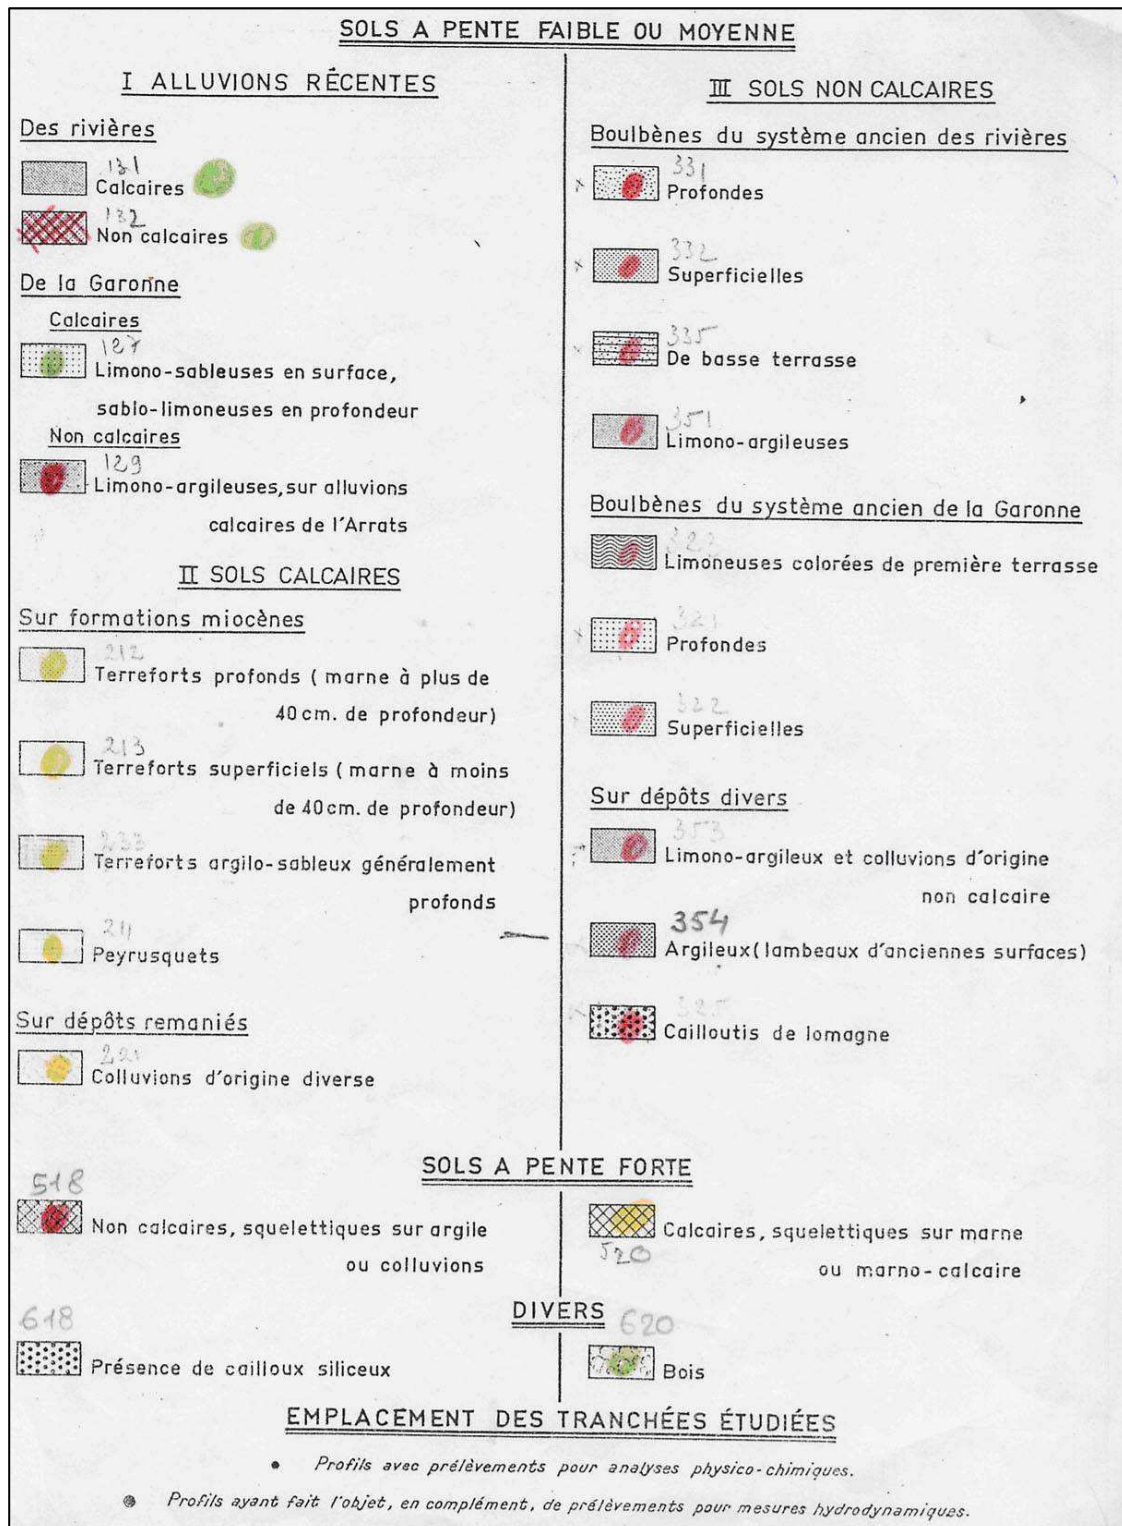 SOLS A PENTE FAIBLE OU MOYENNE
I ALLUVIONS RÉCENTES
Des rivières
131
Calcaires
132
Non calcaires
De la Garonne
Calcaires
127
Limono-sableuses en surface,
sablo-limoneuses en profondeur
Non calcaires
129
Limono-argileuses, sur alluvions
calcaires de l'Arrats
II SOLS CALCAIRES
Sur formations miocènes
212
Terreforts profonds ( marne à plus de
40 cm. de profondeur)
213
Terreforts superficiels ( marne à moins
de 40 cm. de profondeur)
233
Terreforts argilo-sableux généralement
profonds
211
Peyrusquets
Sur dépôts remaniés
221
Colluvions d'origine diverse
III SOLS NON CALCAIRES
Boulbènes du système ancien des rivières
331
Profondes
332
Superficielles
335
De basse terrasse
351
Limono-argileuses
Boulbènes du système ancien de la Garonne
Limoneuses colorées de première terrasse
321
Profondes
322
Superficielles
Sur dépôts divers
353
Limono-argileux et colluvions d'origine
non calcaire
354
Argileux (lambeaux d'anciennes surfaces)
325
Cailloutis de lomagne
SOLS A PENTE FORTE
518
Non calcaires, squelettiques sur argile
ou colluvions
Calcaires, squelettiques sur marne
520
ou marno-calcaire
DIVERS
618
Présence de cailloux siliceux
620
Bois
EMPLACEMENT DES TRANCHÉES ÉTUDIÉES
Profils avec prélèvements pour analyses physico-chimiques.
Profils ayant fait l'objet, en complément, de prélèvements pour mesures hydrodynamiques.